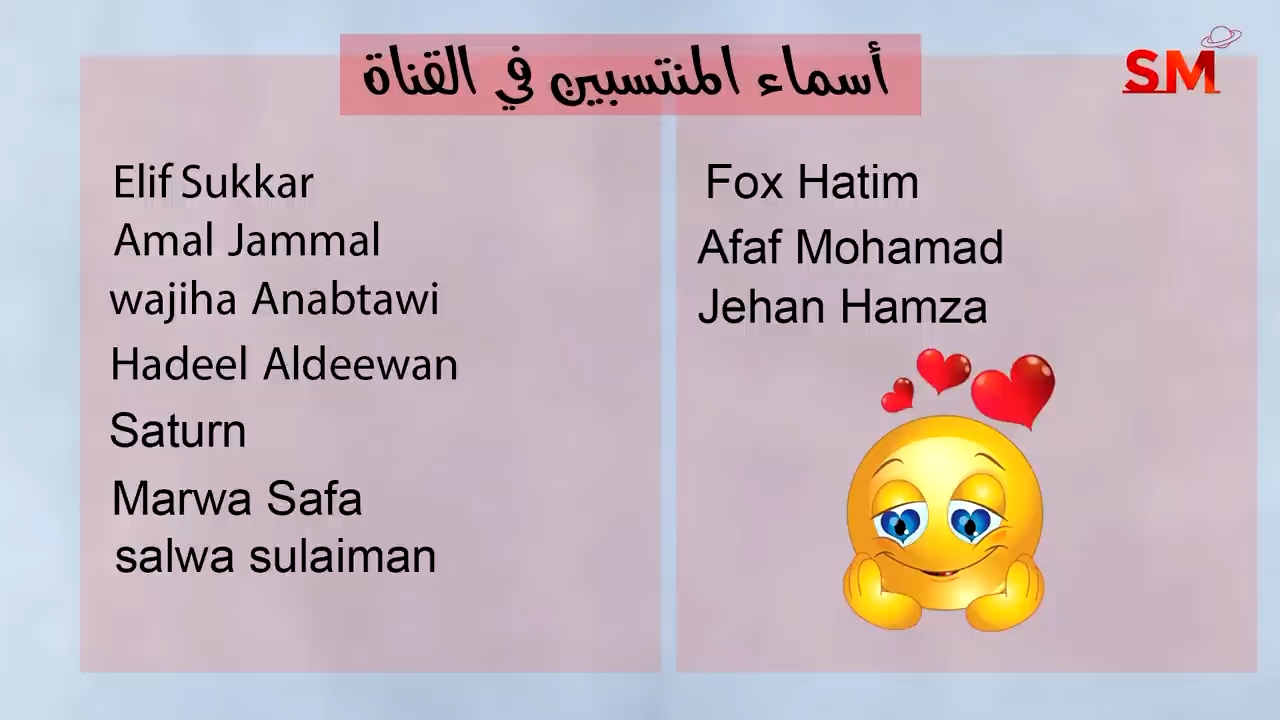 أسماء المنتسبين في القناة
SM
Elif Sukkar
Amal Jammal
wajiha Anabtawi
Hadeel Aldeewan
Saturn
Marwa Safa
salwa sulaiman
Fox Hatim
Afaf Mohamad
Jehan Hamza